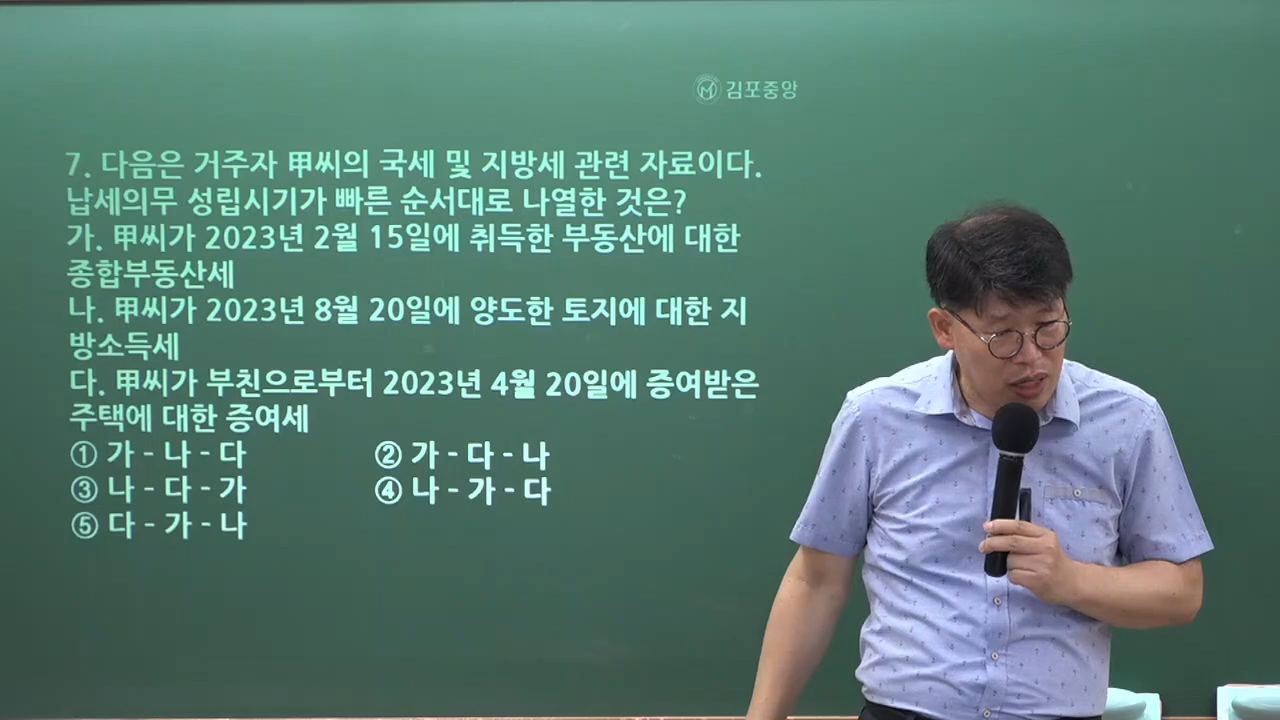 김포중앙
7. 다음은 거주자 甲씨의 국세 및 지방세 관련 자료이다.
납세의무 성립시기가 빠른 순서대로 나열한 것은?
가. 甲씨가 2023년 2월 15일에 취득한 부동산에 대한
종합부동산세
나. 甲씨가 2023년 8월 20일에 양도한 토지에 대한 지
방소득세
다. 甲씨가 부친으로부터 2023년 4월 20일에 증여받은
주택에 대한 증여세
① 가 - 나 - 다 ② 가 - 다 - 나
③ 나 - 다 - 가 ④ 나 - 가 - 다
⑤ 다 - 가 - 나